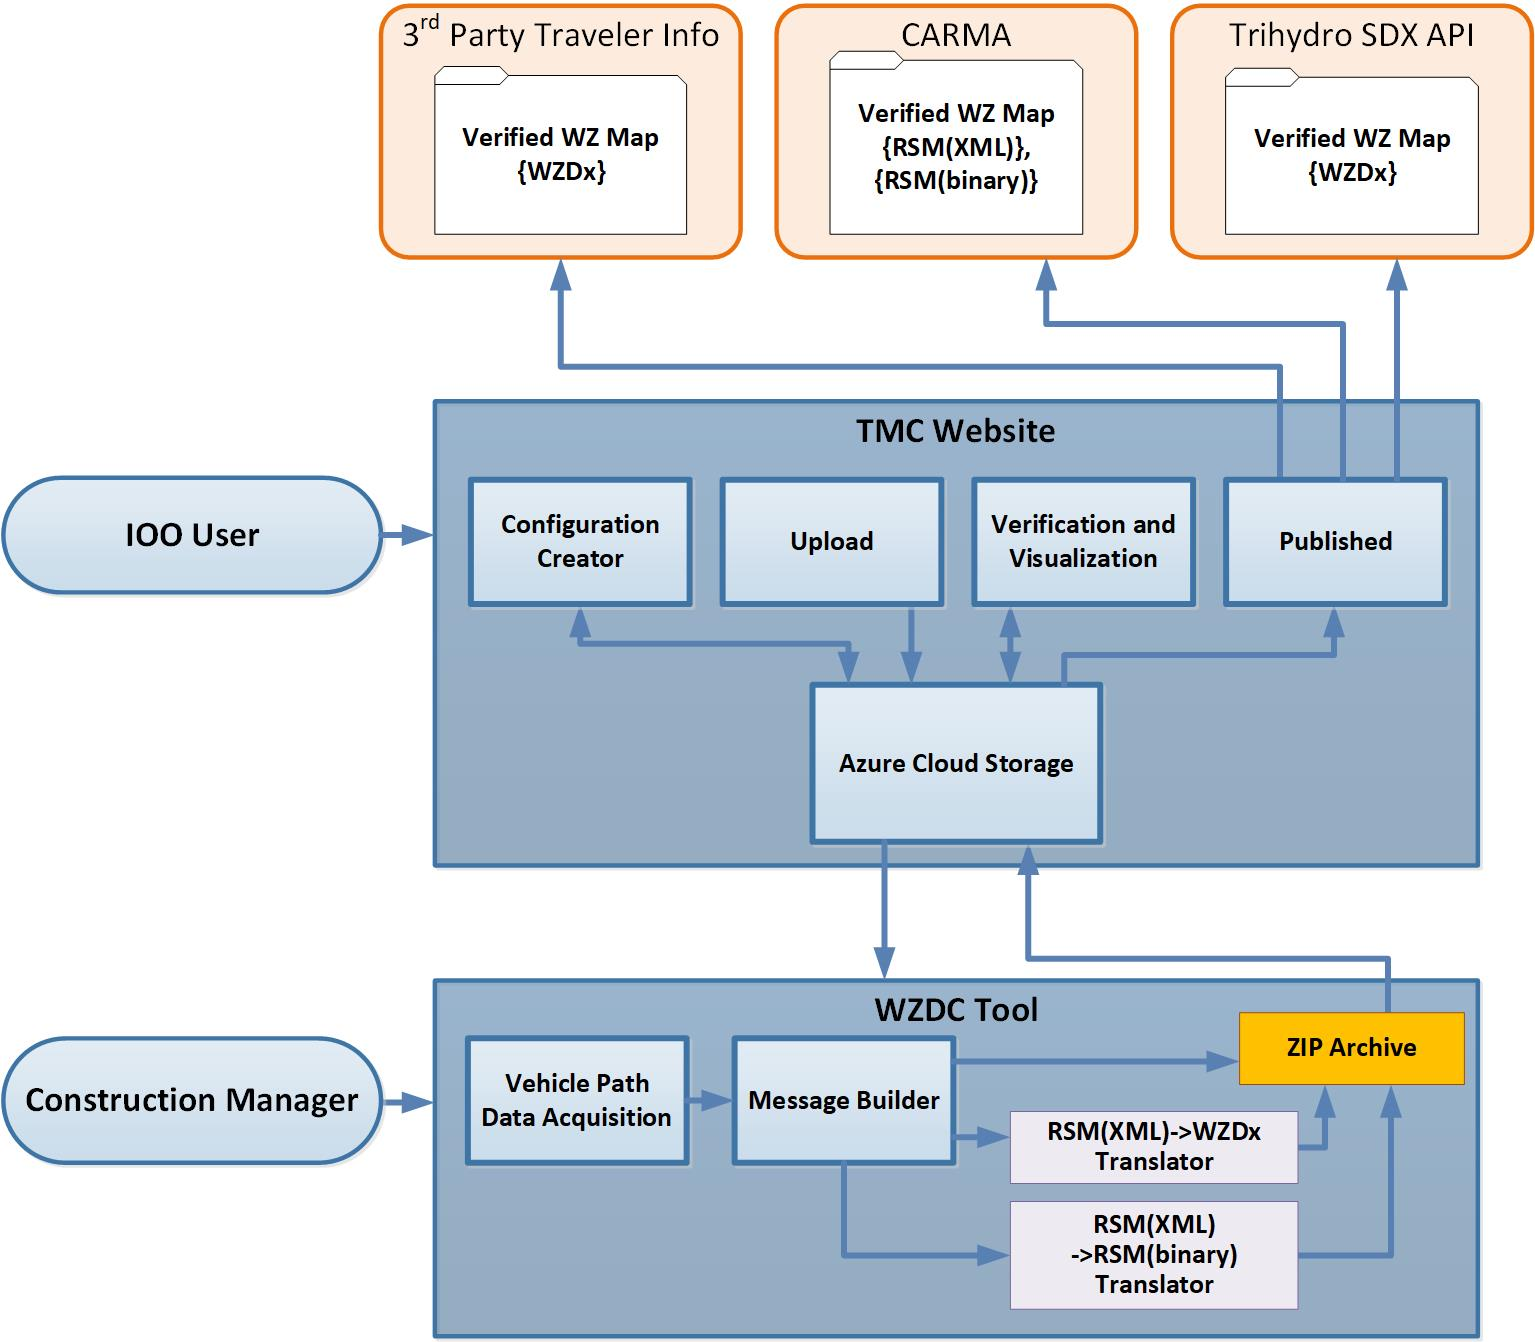 3rd Party Traveler Info
Verified WZ Map
{WZDx}
CARMA
Verified WZ Map
{RSM(XML)},
{RSM(binary)}
Trihydro SDX API
Verified WZ Map
{WZDx}
TMC Website
IOO User
Configuration
Creator
Upload
Verification and
Visualization
Published
Azure Cloud Storage
WZDC Tool
Construction Manager
Vehicle Path
Data Acquisition
Message Builder
ZIP Archive
RSM(XML)->WZDx
Translator
RSM(XML)
->RSM(binary)
Translator